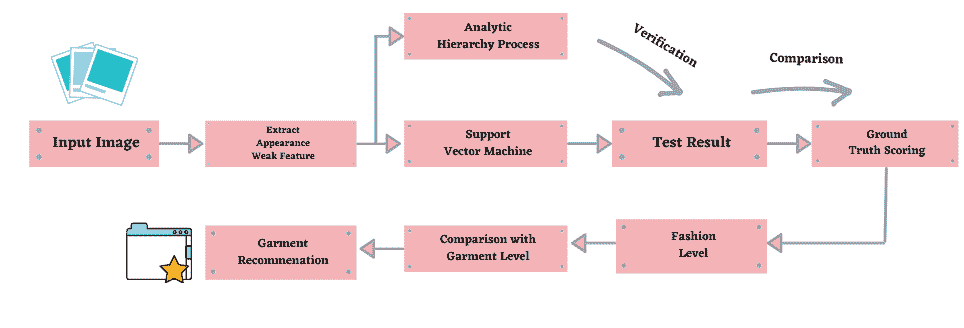 Analytic
Hierarchy Process
Verification
Comparison
Input Image
Extract
Appearance
Weak Feature
Support
Vector Machine
Test Result
Ground
Truth Scoring
Garment
Recommenation
Comparison with
Garment Level
Fashion
Level